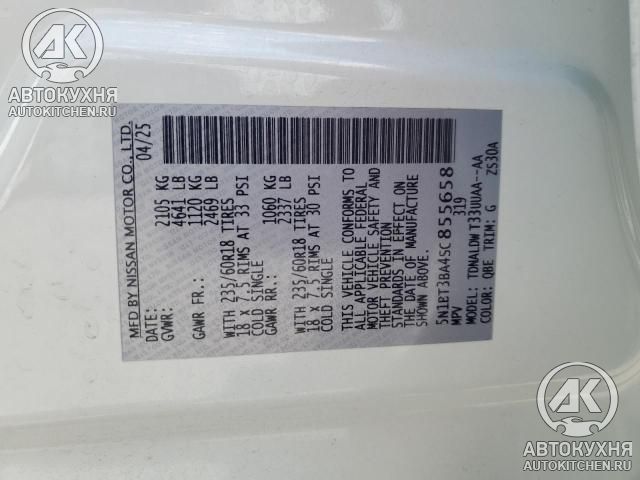 АВТОКУХНЯ
AUTOKITCHEN.RU
MFD BY NISSAN MOTOR CO., LTD.
DATE: 04/25
GVWR: 2105 KG
4641 LB
GAWR FR.: 1120 KG
2469 LB
WITH 235/60R18 TIRES
18 x 7.5 RIMS AT 33 PSI
COLD SINGLE
GAWR RR.: 1060 KG
2337 LB
WITH 235/60R18 TIRES
18 x 7.5 RIMS AT 30 PSI
COLD SINGLE
THIS VEHICLE CONFORMS TO
ALL APPLICABLE FEDERAL
MOTOR VEHICLE SAFETY AND
THEFT PREVENTION
STANDARDS IN EFFECT ON
THE DATE OF MANUFACTURE
SHOWN ABOVE.
5N1BT3BA4SC855658
MPV 319
MODEL: TDNALDW T33UUAA--AA
COLOR: QBE TRIM: G ZS30A
АВТОКУХНЯ
AUTOKITCHEN.RU